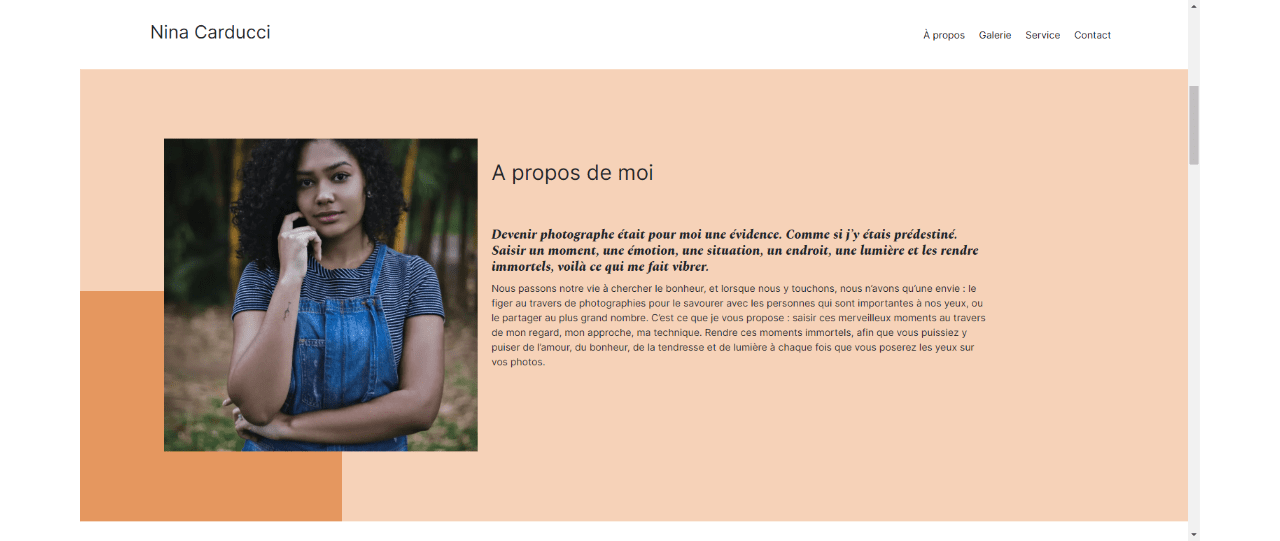 Nina Carducci
À propos Galerie Service Contact
A propos de moi
Devenir photographe était pour moi une évidence. Comme si j'y étais prédestiné.
Saisir un moment, une émotion, une situation, un endroit, une lumière et les rendre
immortels, voilà ce qui me fait vibrer.
Nous passons notre vie à chercher le bonheur, et lorsque nous y touchons, nous n’avons qu’une envie : le
figer au travers de photographies pour le savourer avec les personnes qui sont importantes à nos yeux, ou
le partager au plus grand nombre. C’est ce que je vous propose : saisir ces merveilleux moments au travers
de mon regard, mon approche, ma technique. Rendre ces moments immortels, afin que vous puissiez y
puiser de l’amour, du bonheur, de la tendresse et de lumière à chaque fois que vous poserez les yeux sur
vos photos.